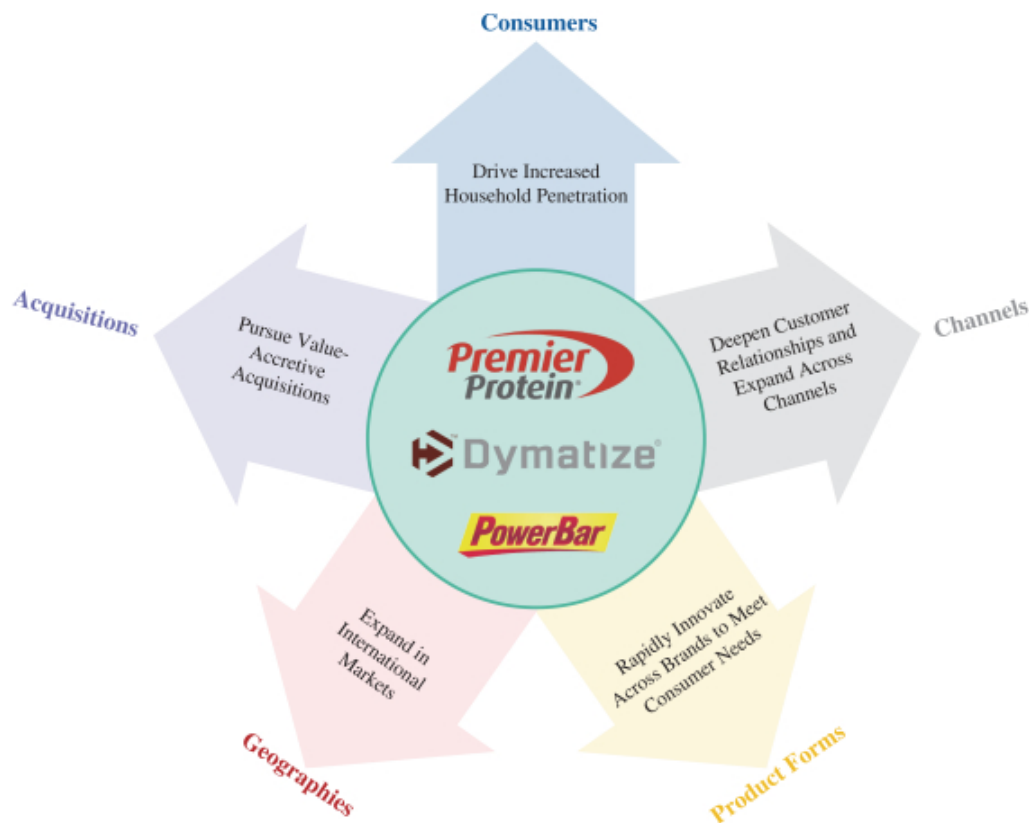 Consumers
Drive Increased
Household Penetration
Acquisitions
Pursue Value-
Accretive
Acquisitions
Deepen Customer
Relationships and
Expand Across
Channels
Channels
Premier
Protein®
™Dymatize®
PowerBar
Expand in
International
Markets
Geographies
Rapidly Innovate
Across Brands to Meet
Consumer Needs
Product Forms